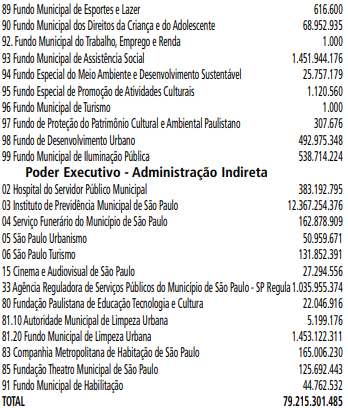 89 Fundo Municipal de Esportes e Lazer 616.600
90 Fundo Municipal dos Direitos da Criança e do Adolescente 68.952.935
92. Fundo Municipal do Trabalho, Emprego e Renda 1.000
93 Fundo Municipal de Assistência Social 1.451.944.176
94 Fundo Especial do Meio Ambiente e Desenvolvimento Sustentável 25.757.179
95 Fundo Especial de Promoção de Atividades Culturais 1.120.560
96 Fundo Municipal de Turismo 1.000
97 Fundo de Proteção do Patrimônio Cultural e Ambiental Paulistano 307.676
98 Fundo de Desenvolvimento Urbano 492.975.348
99 Fundo Municipal de Iluminação Pública 538.714.224
Poder Executivo - Administração Indireta
02 Hospital do Servidor Público Municipal 383.192.795
03 Instituto de Previdência Municipal de São Paulo 12.367.254.376
04 Serviço Funerário do Município de São Paulo 162.878.909
05 São Paulo Urbanismo 50.959.671
06 São Paulo Turismo 131.852.391
15 Cinema e Audiovisual de São Paulo 27.294.556
33 Agência Reguladora de Serviços Públicos do Município de São Paulo - SP Regula 1.035.955.374
80 Fundação Paulistana de Educação Tecnologia e Cultura 22.046.916
81.10 Autoridade Municipal de Limpeza Urbana 5.199.176
81.20 Fundo Municipal de Limpeza Urbana 1.453.122.311
83 Companhia Metropolitana de Habitação de São Paulo 165.006.230
85 Fundação Theatro Municipal de São Paulo 125.692.443
91 Fundo Municipal de Habilitação 44.762.532
TOTAL 79.215.301.485